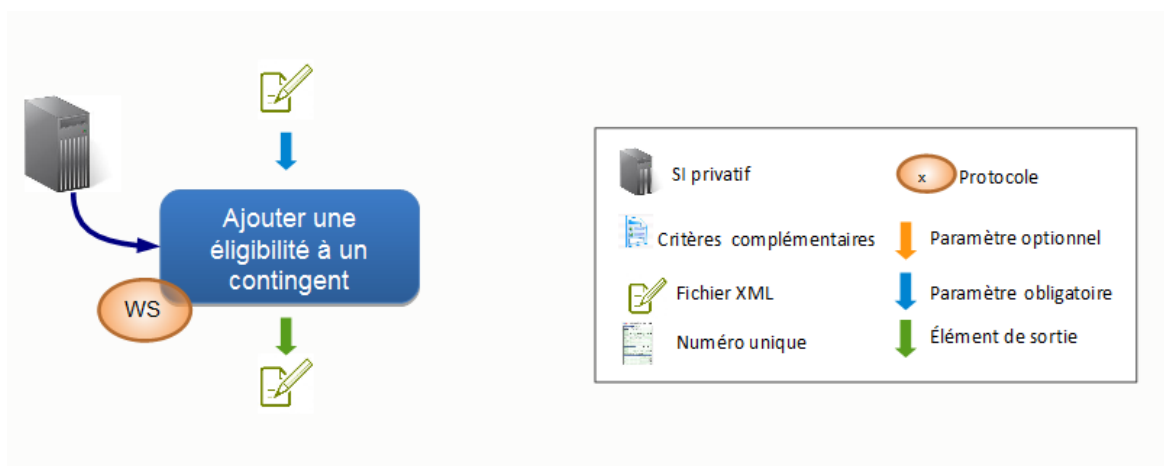 Ajouter une
éligibilité à un
contingent
WS
SI privatif
x
Protocole
Critères complémentaires
Paramètre optionnel
Fichier XML
Paramètre obligatoire
Numéro unique
Élément de sortie